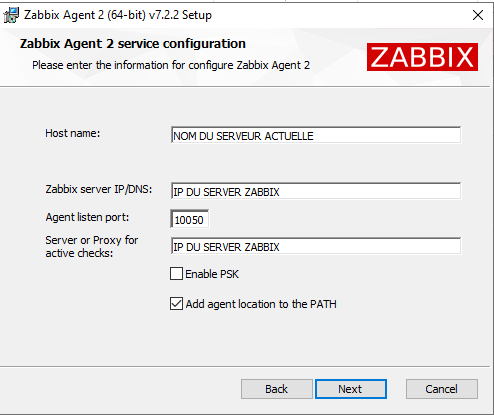 Zabbix Agent 2 (64-bit) v7.2.2 Setup
Zabbix Agent 2 service configuration
Please enter the information for configure Zabbix Agent 2
ZABBIX
Host name:
NOM DU SERVEUR ACTUELLE
Zabbix server IP/DNS:
IP DU SERVER ZABBIX
Agent listen port:
10050
Server or Proxy for
active checks:
IP DU SERVER ZABBIX
Enable PSK
Add agent location to the PATH
Back
Next
Cancel